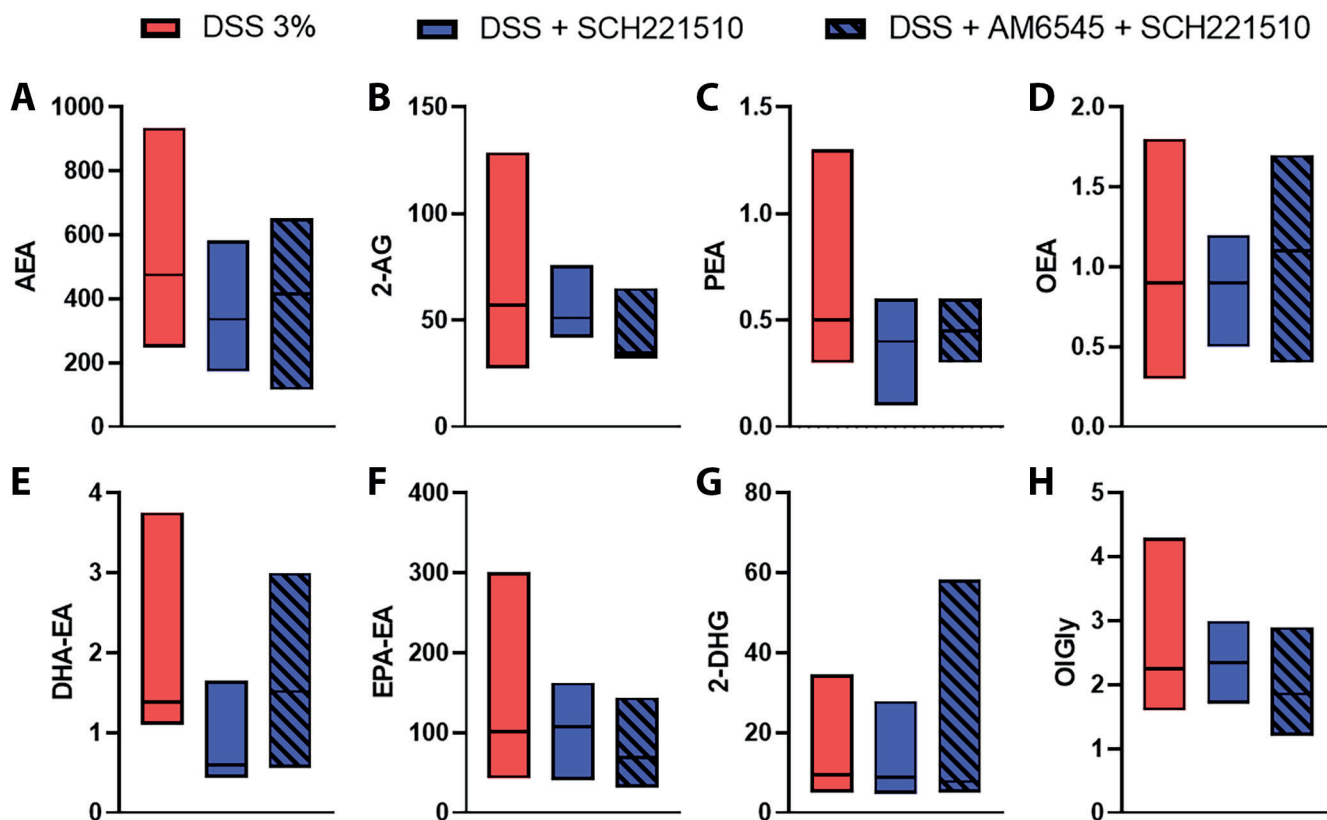 DSS 3% DSS + SCH221510 DSS + AM6545 + SCH221510
A B C D
1000 150 1.5 2.0
800
600
400
200
0
AEA
100
50
0
2-AG
1.0
0.5
0.0
PEA
1.5
1.0
0.5
0.0
OEA
E F G H
4 400 80 5
3
2
1
0
DHA-EA
300
200
100
0
EPA-EA
60
40
20
0
2-DHG
4
3
2
1
0
OIGly